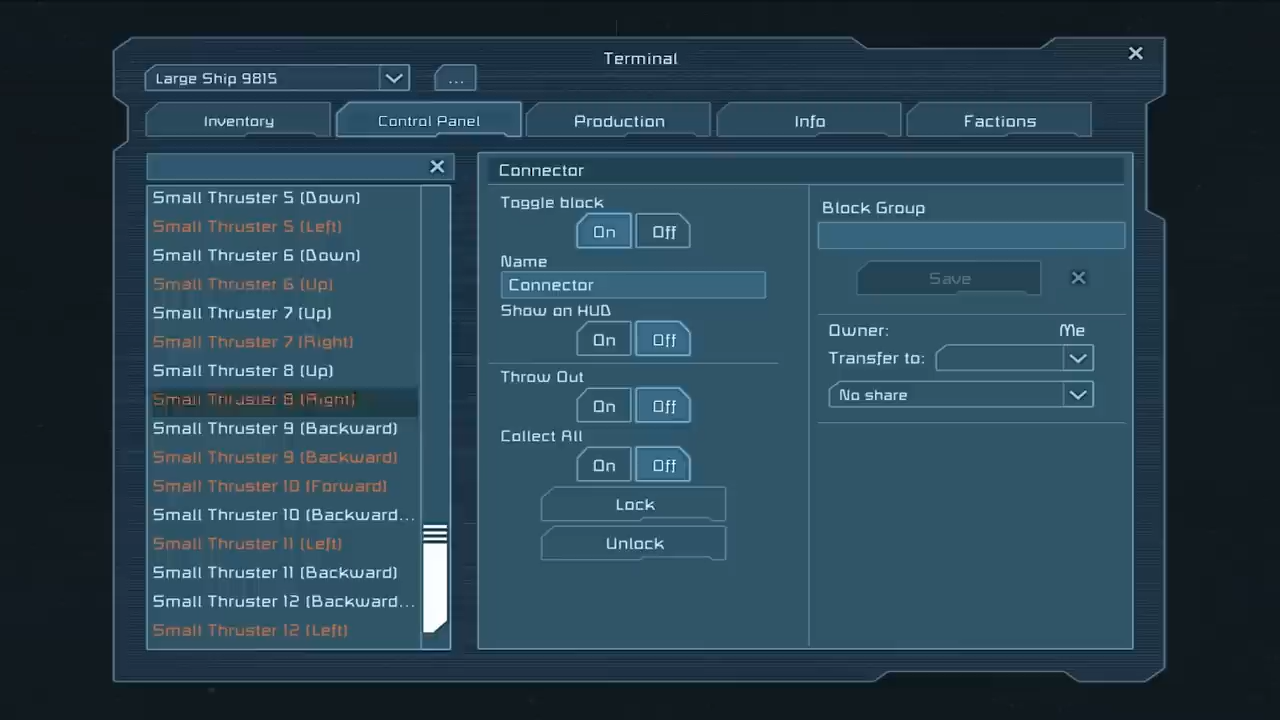 Terminal
Large Ship 9815
...
Inventory
Control Panel
Production
Info
Factions
Small Thruster 5 (Down)
Small Thruster 5 (Left)
Small Thruster 6 (Down)
Small Thruster 6 (Up)
Small Thruster 7 (Up)
Small Thruster 7 (Right)
Small Thruster 8 (Up)
Small Thruster 8 (Right)
Small Thruster 9 (Backward)
Small Thruster 9 (Backward)
Small Thruster 10 (Forward)
Small Thruster 10 (Backward...
Small Thruster 11 (Left)
Small Thruster 11 (Backward)
Small Thruster 12 (Backward...
Small Thruster 12 (Left)
Connector
Toggle block
On Off
Name
Connector
Show on HUD
On Off
Throw Out
On Off
Collect All
On Off
Lock
Unlock
Block Group
Save
Owner: Me
Transfer to:
No share